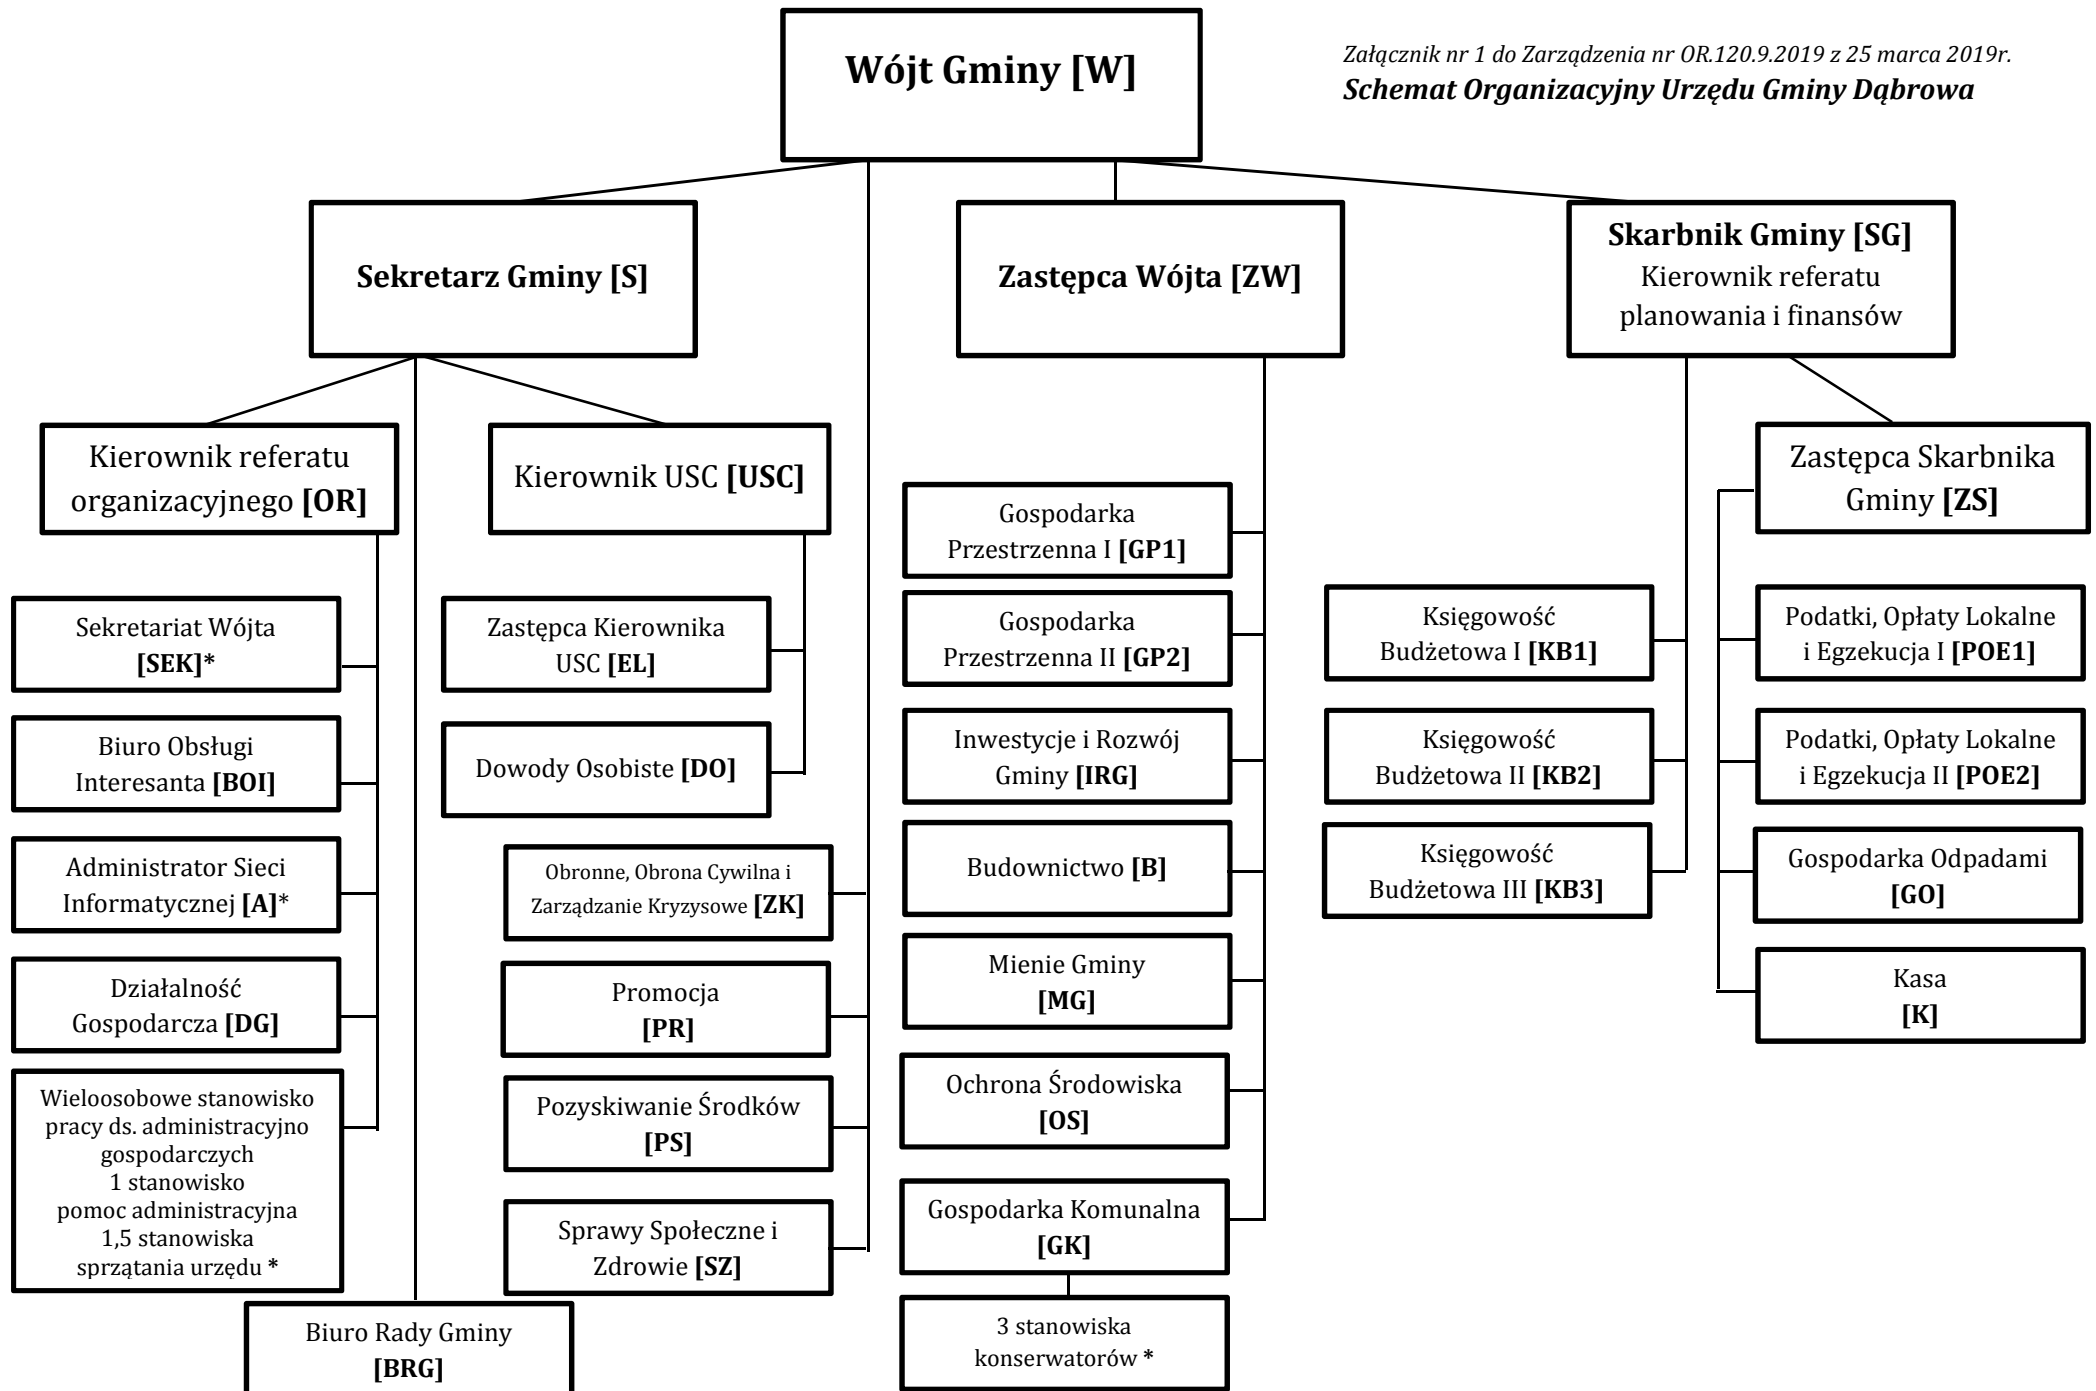 Wójt Gminy [W]
Załącznik nr 1 do Zarządzenia nr OR.120.9.2019 z 25 marca 2019r.
Schemat Organizacyjny Urzędu Gminy Dąbrowa
Sekretarz Gminy [S]
Zastępca Wójta [ZW]
Skarbnik Gminy [SG]
Kierownik referatu
planowania i finansów
Kierownik referatu
organizacyjnego [OR]
Kierownik USC [USC]
Zastępca Skarbnika
Gminy [ZS]
Sekretariat Wójta
[SEK]*
Biuro Obsługi
Interesanta [BOI]
Administrator Sieci
Informatycznej [A]*
Działalność
Gospodarcza [DG]
Wieloosobowe stanowisko
pracy ds. administracyjno
gospodarczych
1 stanowisko
pomoc administracyjna
1,5 stanowiska
sprzątania urzędu *
Biuro Rady Gminy
[BRG]
Zastępca Kierownika
USC [EL]
Dowody Osobiste [DO]
Obronne, Obrona Cywilna i
Zarządzanie Kryzysowe [ZK]
Promocja
[PR]
Pozyskiwanie Środków
[PS]
Sprawy Społeczne i
Zdrowie [SZ]
Gospodarka
Przestrzenna I [GP1]
Gospodarka
Przestrzenna II [GP2]
Inwestycje i Rozwój
Gminy [IRG]
Budownictwo [B]
Mienie Gminy
[MG]
Ochrona Środowiska
[OS]
Gospodarka Komunalna
[GK]
3 stanowiska
konserwatorów *
Księgowość
Budżetowa I [KB1]
Księgowość
Budżetowa II [KB2]
Księgowość
Budżetowa III [KB3]
Podatki, Opłaty Lokalne
i Egzekucja I [POE1]
Podatki, Opłaty Lokalne
i Egzekucja II [POE2]
Gospodarka Odpadami
[GO]
Kasa
[K]